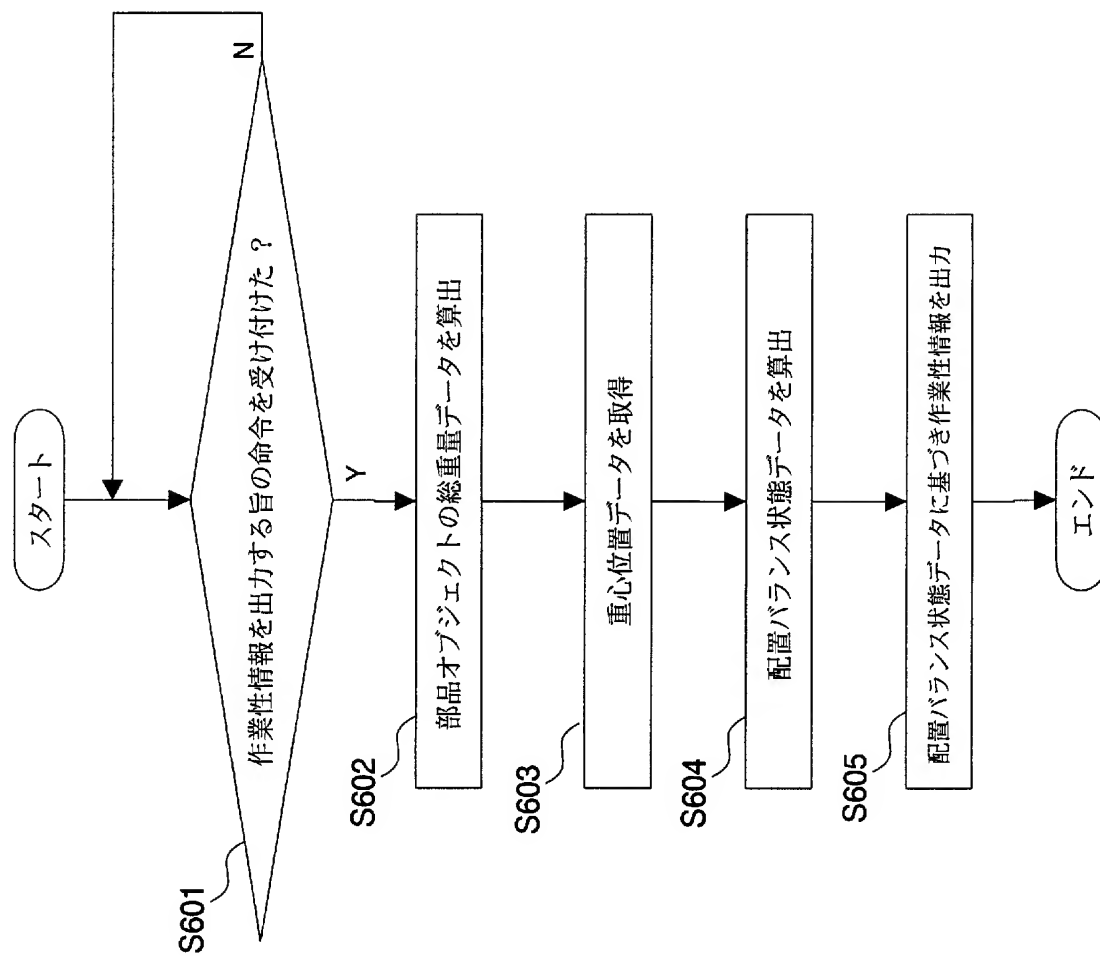 スタート
S601
作業性情報を出力する旨の命令を受け付けた？
N
Y
S602
部品オブジェクトの総重量データを算出
S603
重心位置データを取得
S604
配置バランス状態データを算出
S605
配置バランス状態データに基づき作業性情報を出力
エンド